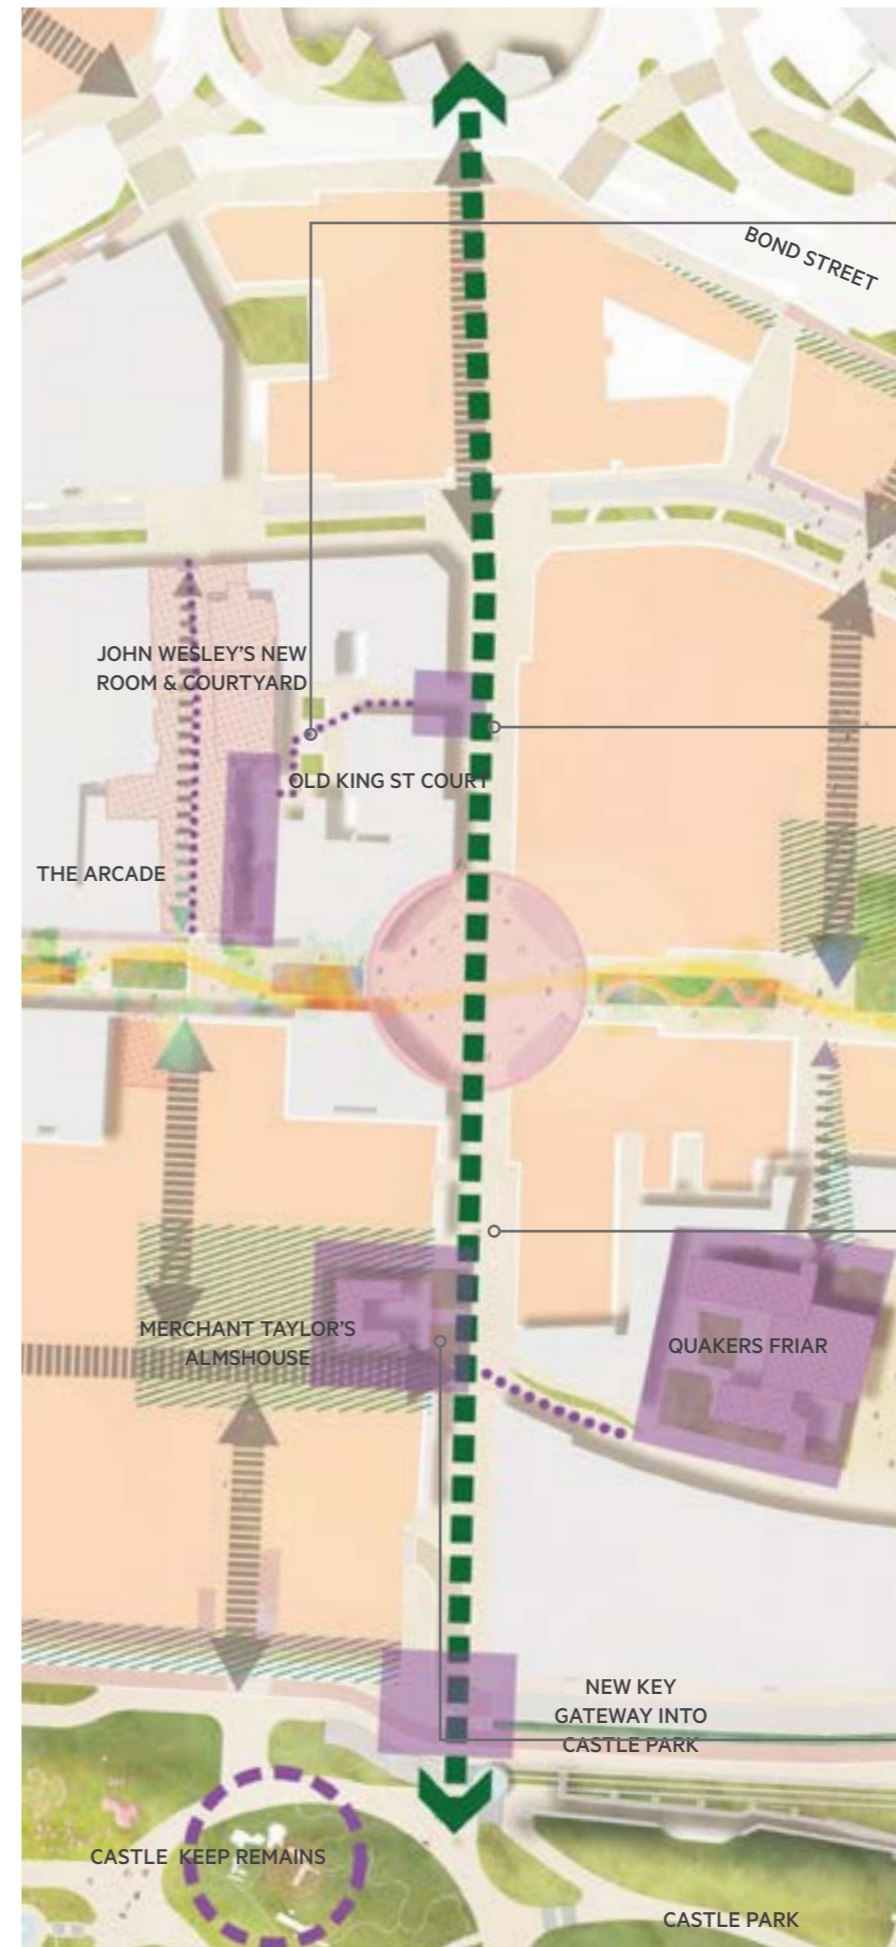 BOND STREET
JOHN WESLEY'S NEW
ROOM & COURTYARD
OLD KING ST COURT
THE ARCADE
MERCHANT TAYLOR'S
ALMSHOUSE
QUAKERS FRIAR
NEW KEY
GATEWAY INTO
CASTLE PARK
CASTLE KEEP REMAINS
CASTLE PARK